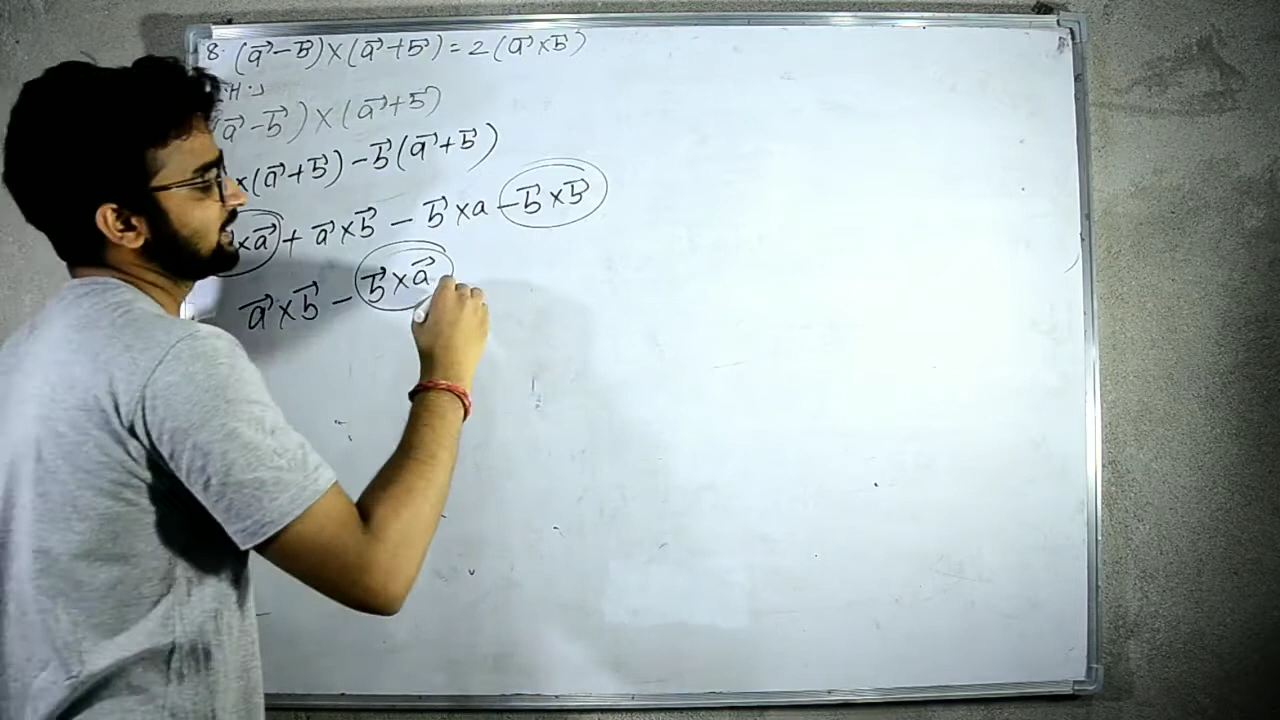 8. (a⃗ - b⃗) × (a⃗ + b⃗) = 2 (a⃗ × b⃗)
H.S
(a⃗ - b⃗) × (a⃗ + b⃗)
× (a⃗ + b⃗) - b⃗ (a⃗ + b⃗)
× a⃗ + a⃗ × b⃗ - b⃗ × a - b⃗ × b⃗
a⃗ × b⃗ - b⃗ × a⃗